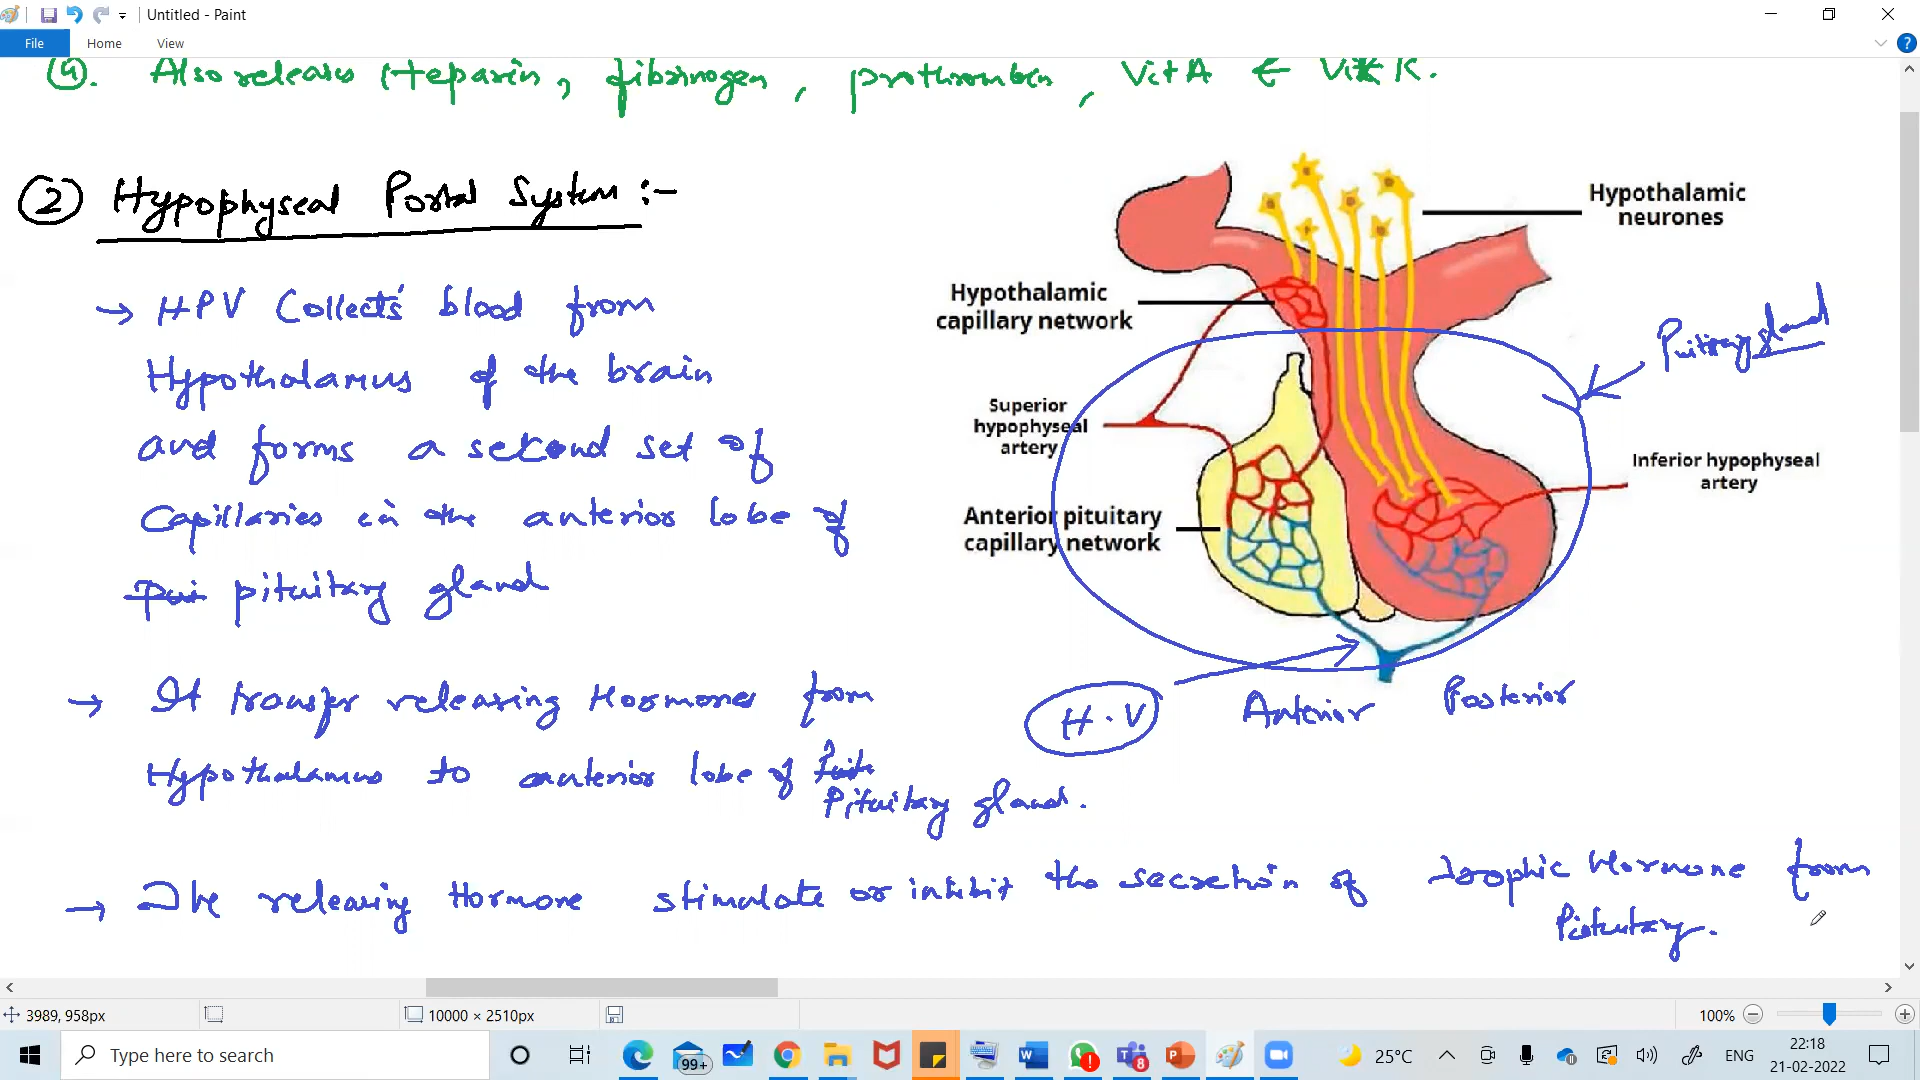 Untitled - Paint
File Home View
(4). Also releases Heparin, fibrinogen, prothrombin, Vit A & Vit K.
(2) Hypophyseal Portal System :-
→ HPV Collects blood from
Hypothalamus of the brain
and forms a second set of
Capillaries in the anterior lobe of
pituitary gland
→ It transfer releasing Hormones from
Hypothalamus to anterior lobe of
Pituitary gland.
→ The releasing Hormone stimulate or inhibit the secretion of trophic Hormone from
Hypothalamic
neurones
Hypothalamic
capillary network
Superior
hypophyseal
artery
Anterior pituitary
capillary network
Inferior hypophyseal
artery
gland
H.V
Anterior Posterior
3989, 958px
10000 × 2510px
100%
Type here to search
99+
8
25°C
ENG
22:18
21-02-2022